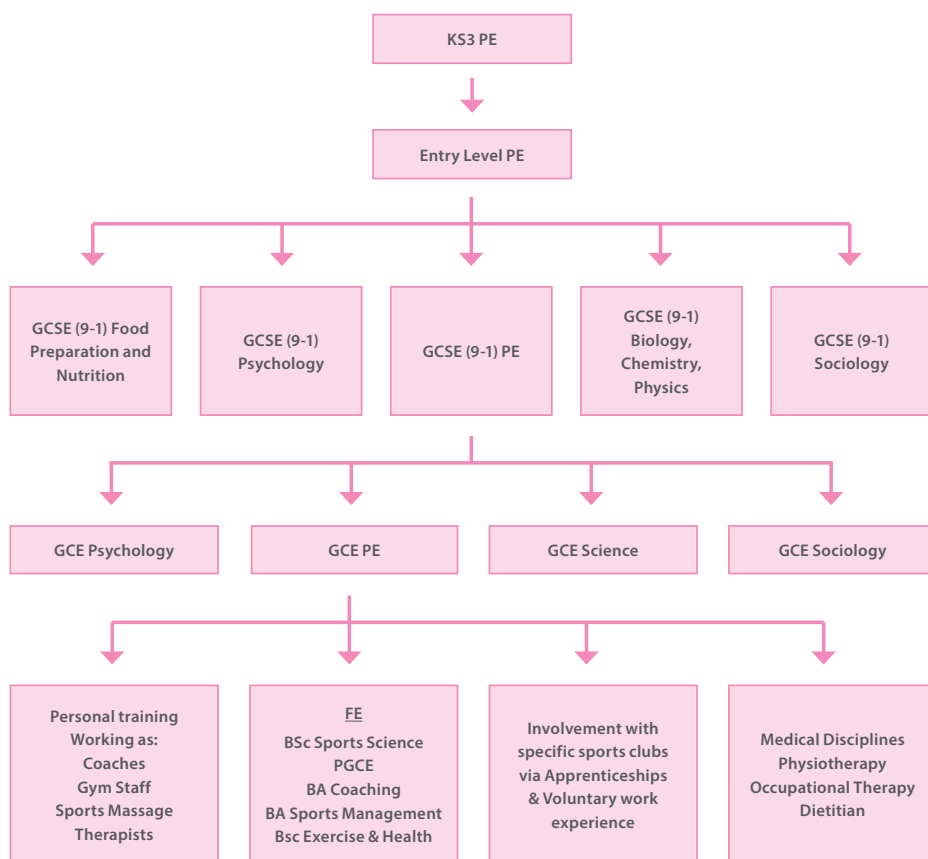 KS3 PE
Entry Level PE
GCSE (9-1) Food
Preparation and
Nutrition
GCSE (9-1)
Psychology
GCSE (9-1) PE
GCSE (9-1)
Biology,
Chemistry,
Physics
GCSE (9-1)
Sociology
GCE Psychology
GCE PE
GCE Science
GCE Sociology
Personal training
Working as:
Coaches
Gym Staff
Sports Massage
Therapists
FE
BSc Sports Science
PGCE
BA Coaching
BA Sports Management
Bsc Exercise & Health
Involvement with
specific sports clubs
via Apprenticeships
& Voluntary work
experience
Medical Disciplines
Physiotherapy
Occupational Therapy
Dietitian